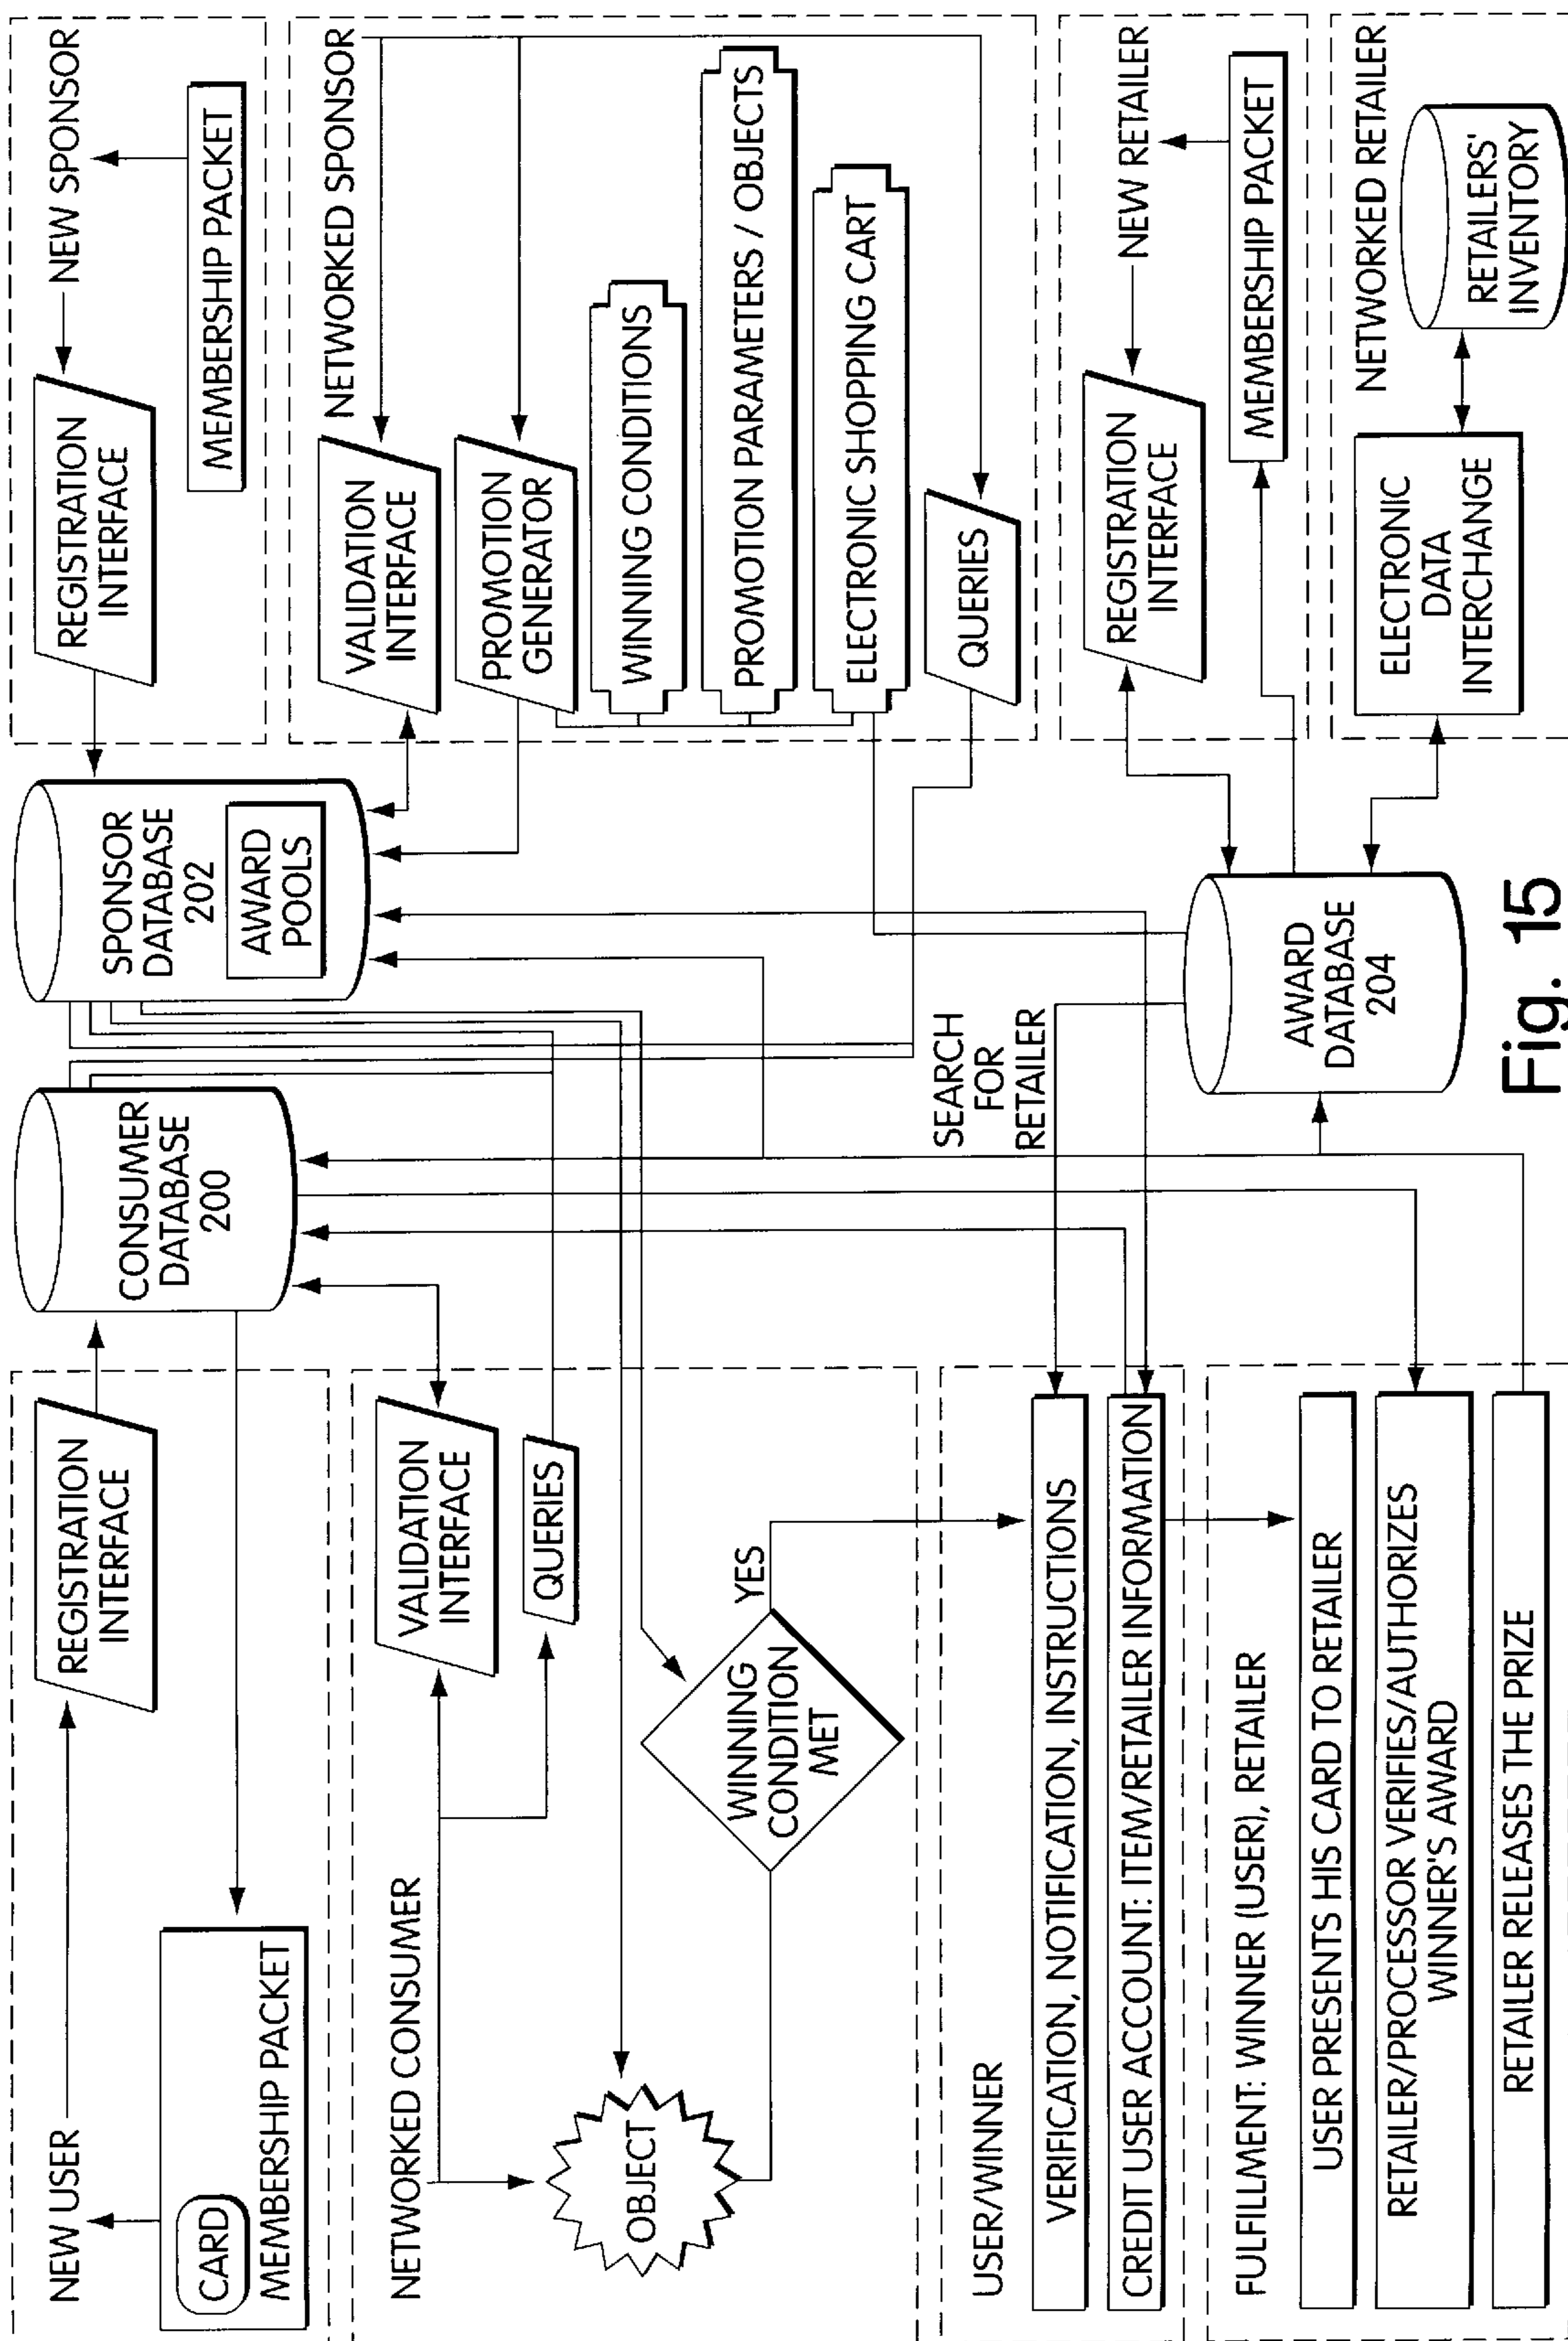 NEW USER
CARD
MEMBERSHIP PACKET
REGISTRATION
INTERFACE
NETWORKED CONSUMER
VALIDATION
INTERFACE
QUERIES
OBJECT
WINNING
CONDITION
MET
YES
USER/WINNER
VERIFICATION, NOTIFICATION, INSTRUCTIONS
CREDIT USER ACCOUNT: ITEM/RETAILER INFORMATION
FULFILLMENT: WINNER (USER), RETAILER
USER PRESENTS HIS CARD TO RETAILER
RETAILER/PROCESSOR VERIFIES/AUTHORIZES
WINNER'S AWARD
RETAILER RELEASES THE PRIZE
CONSUMER
DATABASE
200
SPONSOR
DATABASE
202
AWARD
POOLS
SEARCH
FOR
RETAILER
AWARD
DATABASE
204
REGISTRATION
INTERFACE
NEW SPONSOR
MEMBERSHIP PACKET
NETWORKED SPONSOR
VALIDATION
INTERFACE
PROMOTION
GENERATOR
WINNING CONDITIONS
PROMOTION PARAMETERS / OBJECTS
ELECTRONIC SHOPPING CART
QUERIES
REGISTRATION
INTERFACE
NEW RETAILER
MEMBERSHIP PACKET
NETWORKED RETAILER
ELECTRONIC
DATA
INTERCHANGE
RETAILERS'
INVENTORY
Fig. 15